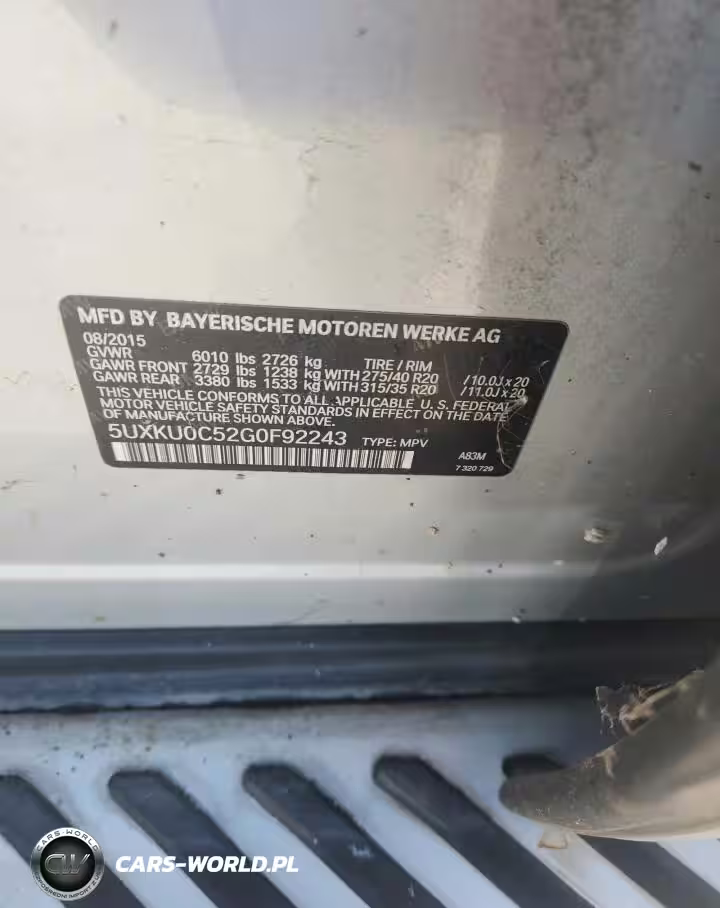 MFD BY BAYERISCHE MOTOREN WERKE AG
08/2015
GVWR 6010 lbs 2726 kg TIRE / RIM
GAWR FRONT 2729 lbs 1238 kg WITH 275/40 R20 /10.0J x 20
GAWR REAR 3380 lbs 1533 kg WITH 315/35 R20 /11.0J x 20
THIS VEHICLE CONFORMS TO ALL APPLICABLE U.S. FEDERAL
MOTOR VEHICLE SAFETY STANDARDS IN EFFECT ON THE DATE
OF MANUFACTURE SHOWN ABOVE.
5UXKU0C52G0F92243 TYPE: MPV
A83M
7 320 729
CARS-WORLD
CW
CARS-WORLD.PL